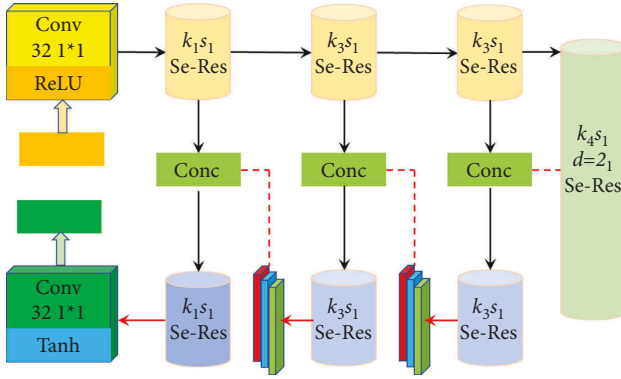 Conv
32 1*1
ReLU
k₁s₁
Se-Res
k₃s₁
Se-Res
k₃s₁
Se-Res
k₄s₁
d=2₁
Se-Res
Conc
Conc
Conc
Conv
32 1*1
Tanh
k₁s₁
Se-Res
k₃s₁
Se-Res
k₃s₁
Se-Res